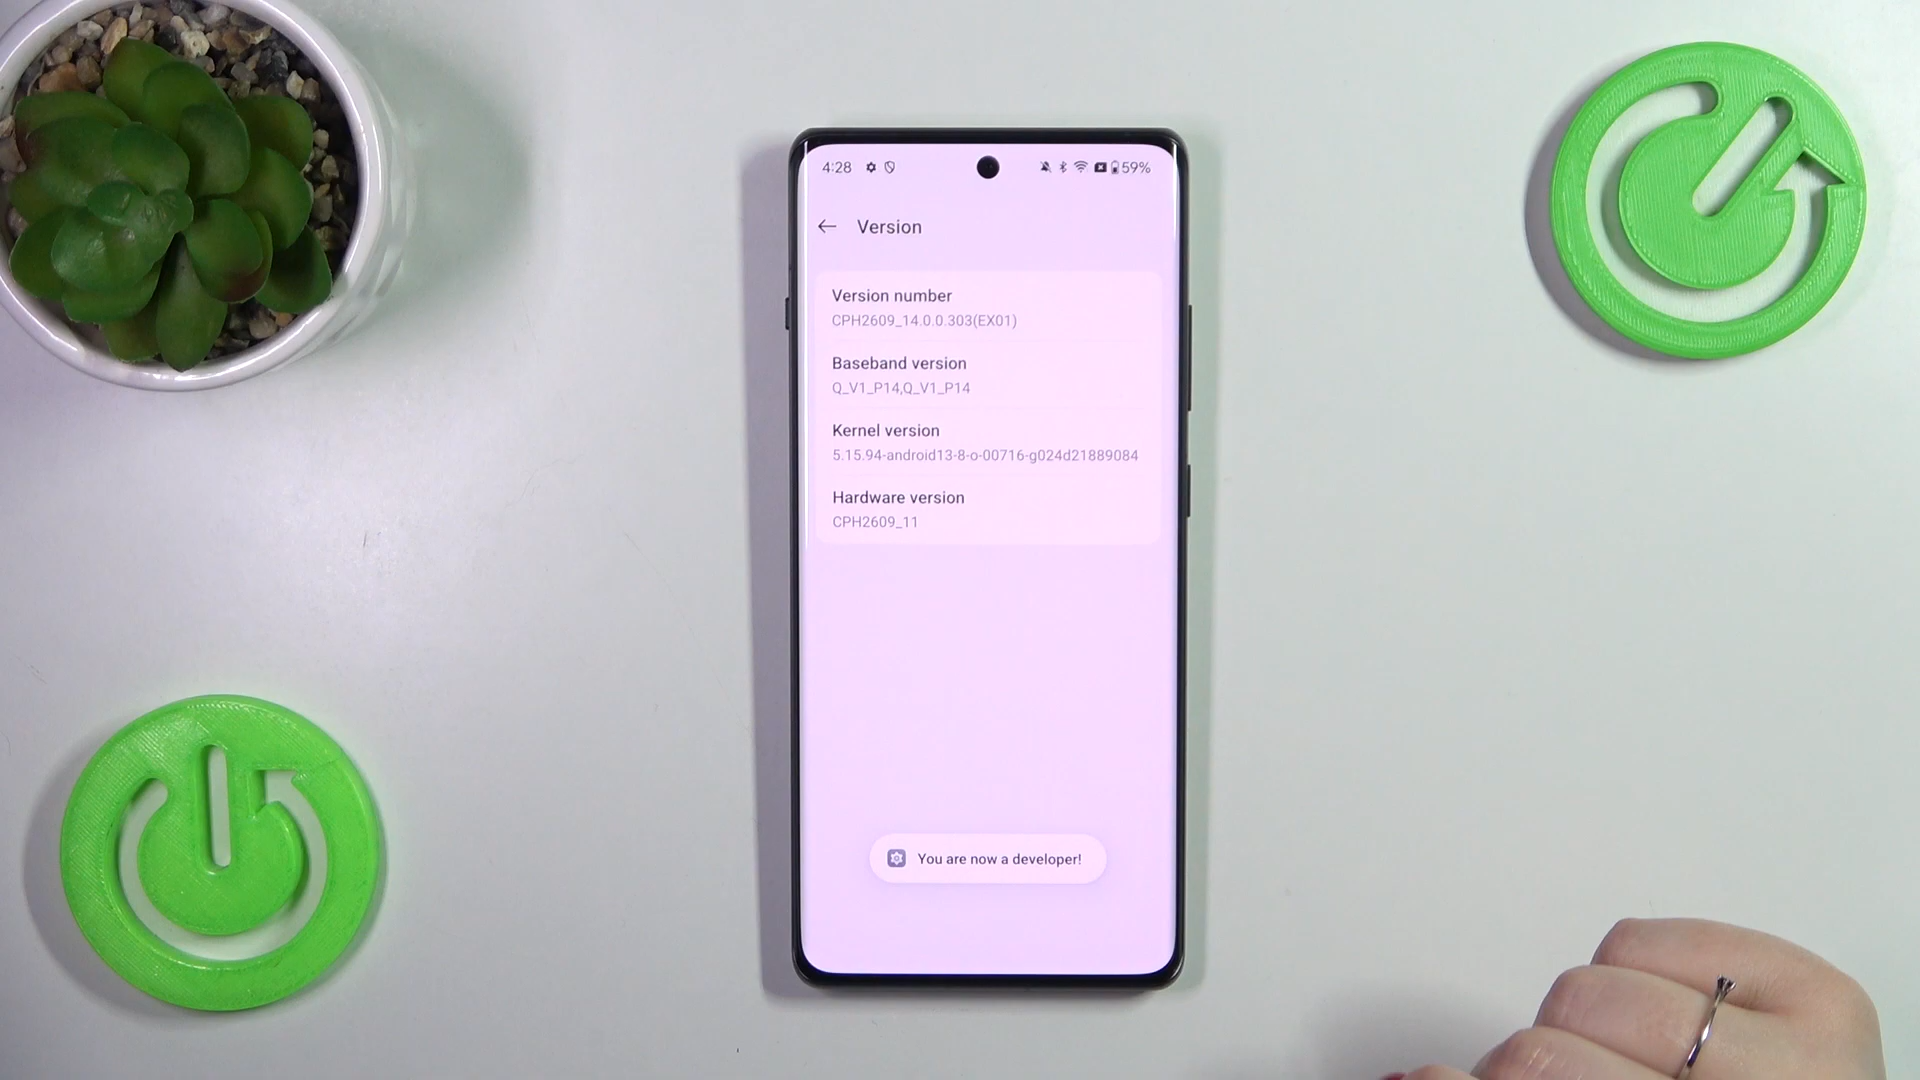 4:28
59%
Version
Version number
CPH2609_14.0.0.303(EX01)
Baseband version
Q_V1_P14,Q_V1_P14
Kernel version
5.15.94-android13-8-o-00716-g024d21889084
Hardware version
CPH2609_11
You are now a developer!